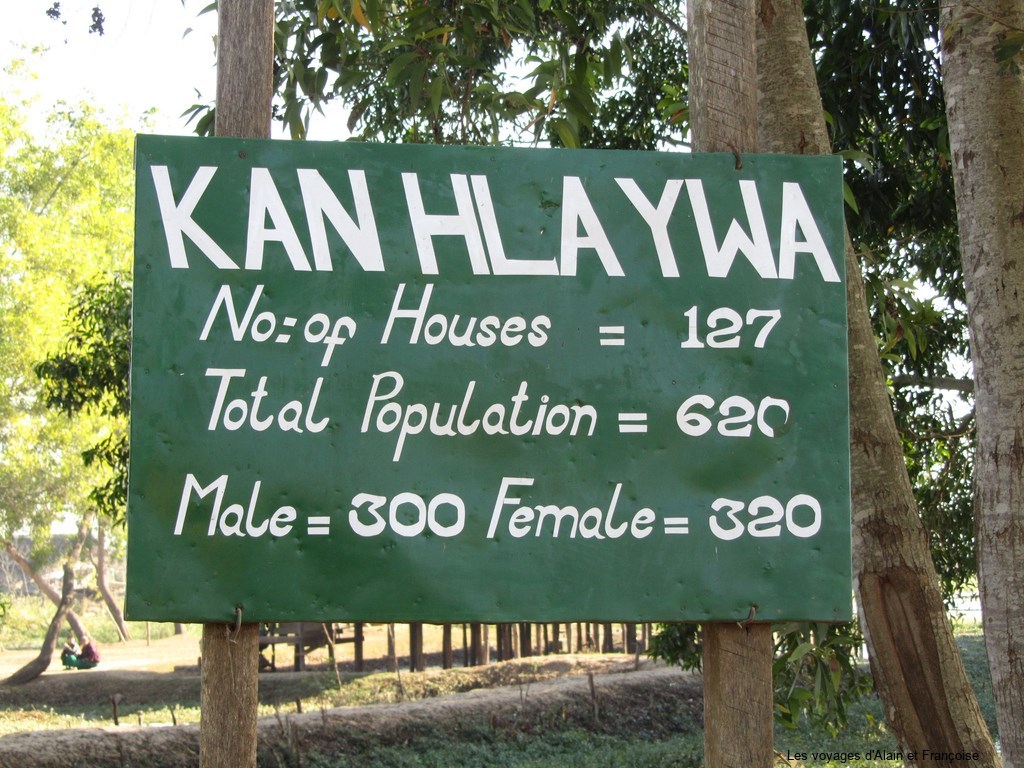 KAN HLAYWA
No: of Houses = 127
Total Population = 620
Male = 300 Female = 320
Les voyages d'Alain et Françoise